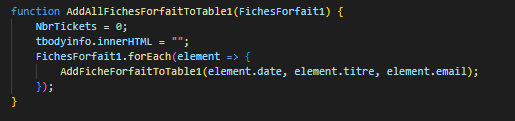 function AddAllFichesForfaitToTable1(FichesForfait1) {
NbrTickets = 0;
tbodyinfo.innerHTML = "";
FichesForfait1.forEach(element => {
AddFicheForfaitToTable1(element.date, element.titre, element.email);
});
}